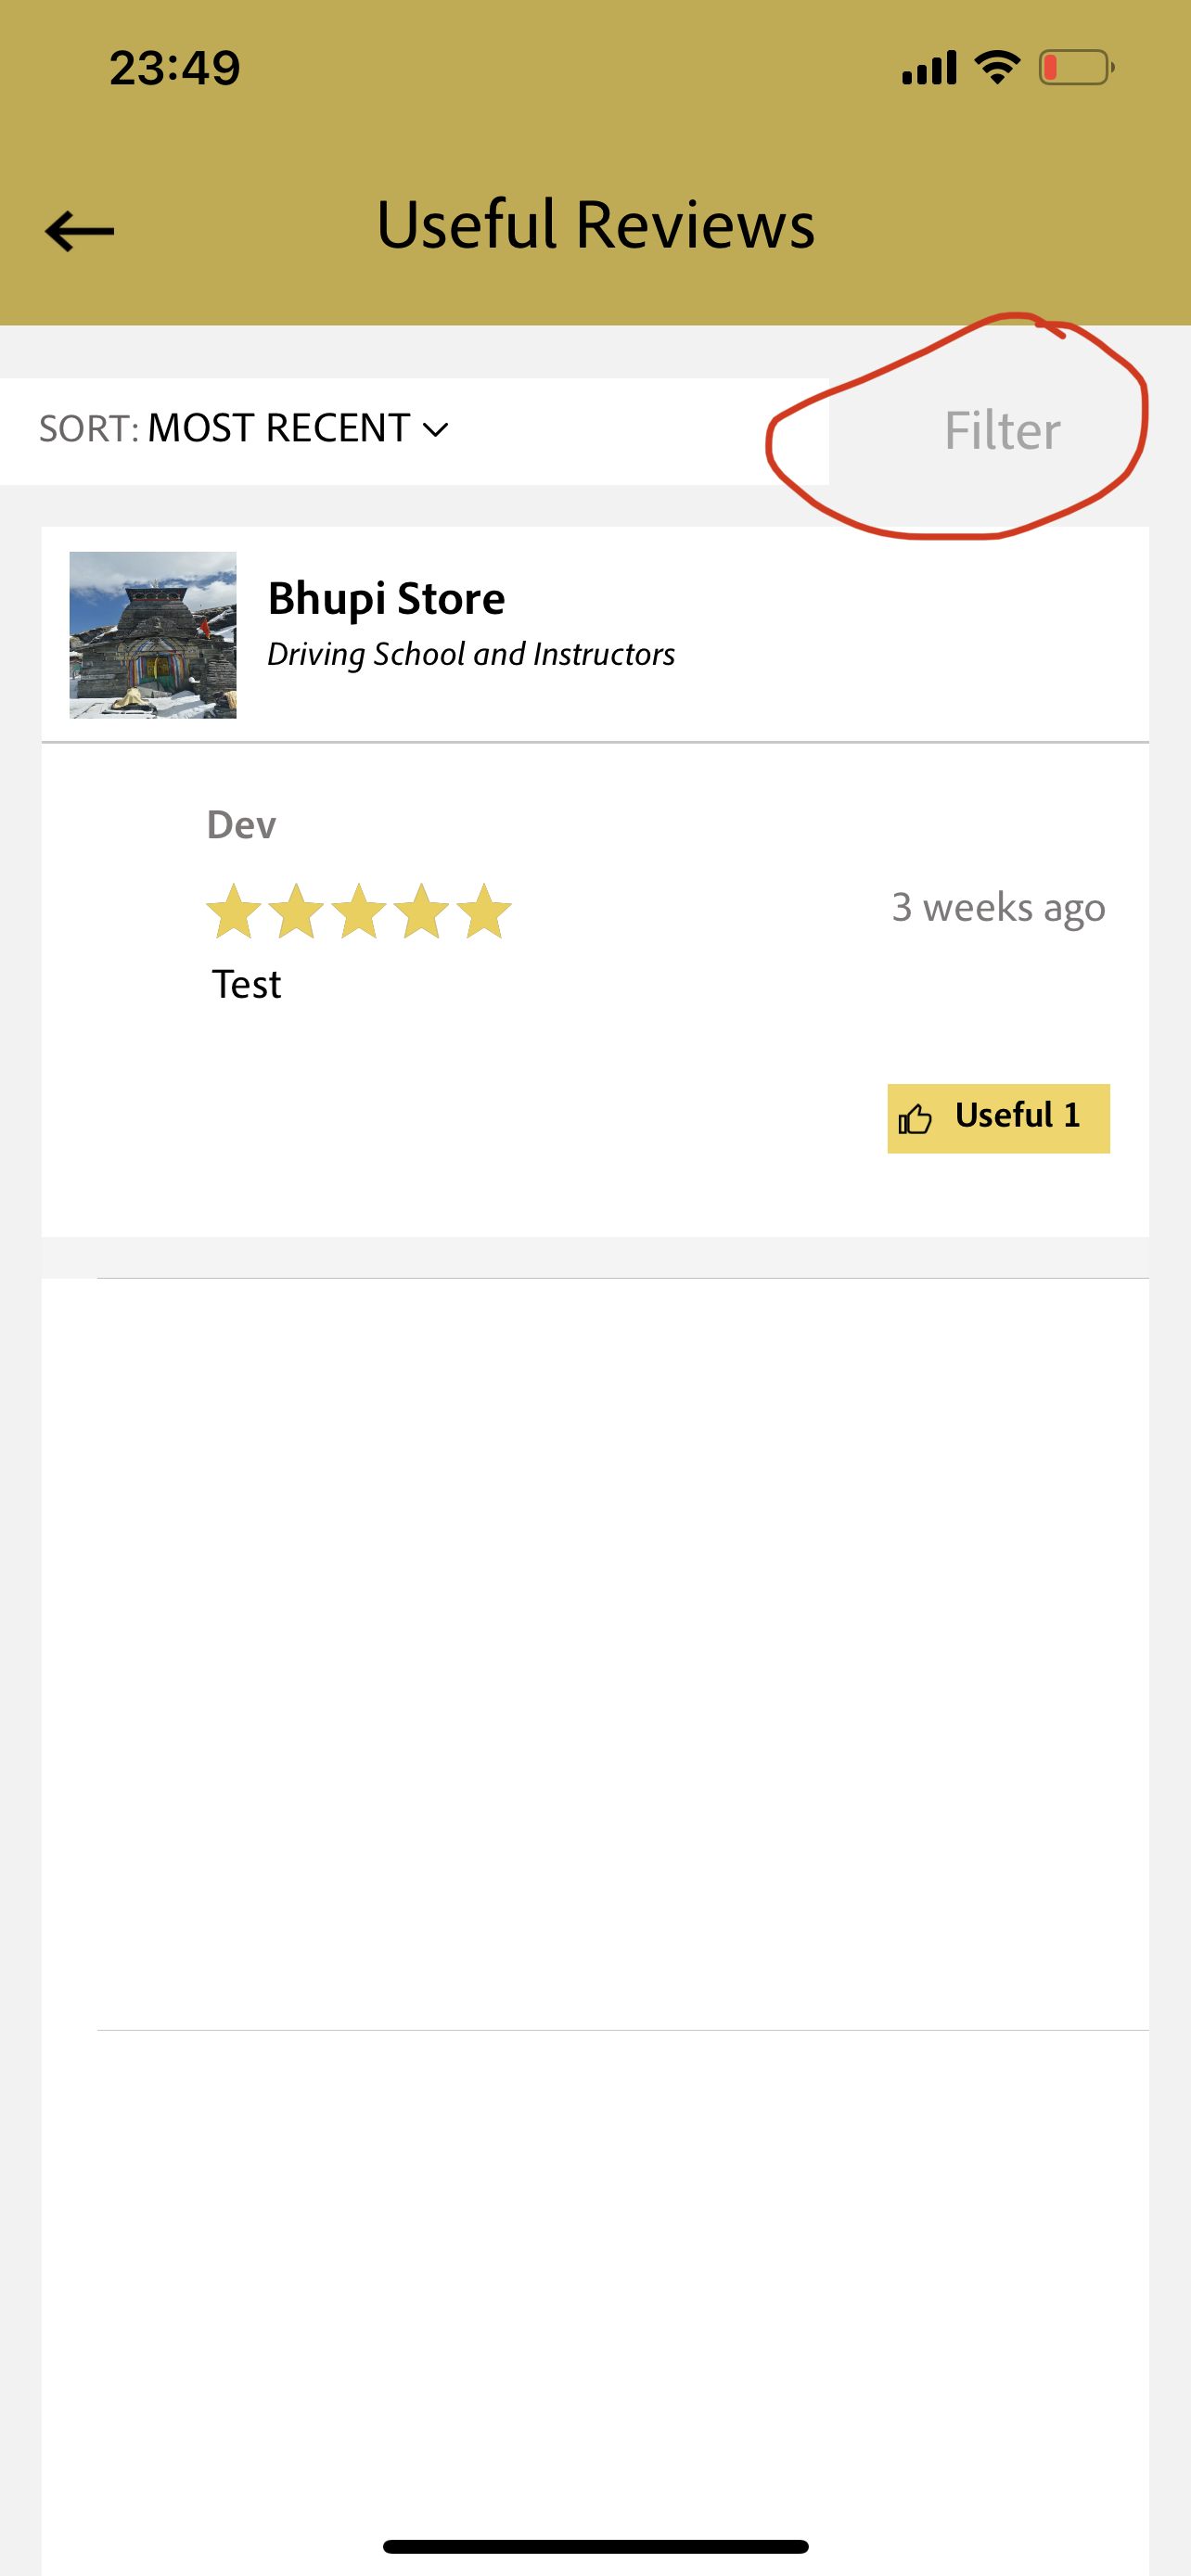 23:49
Useful Reviews
SORT: MOST RECENT
Filter
Bhupi Store
Driving School and Instructors
Dev
3 weeks ago
Test
Useful 1